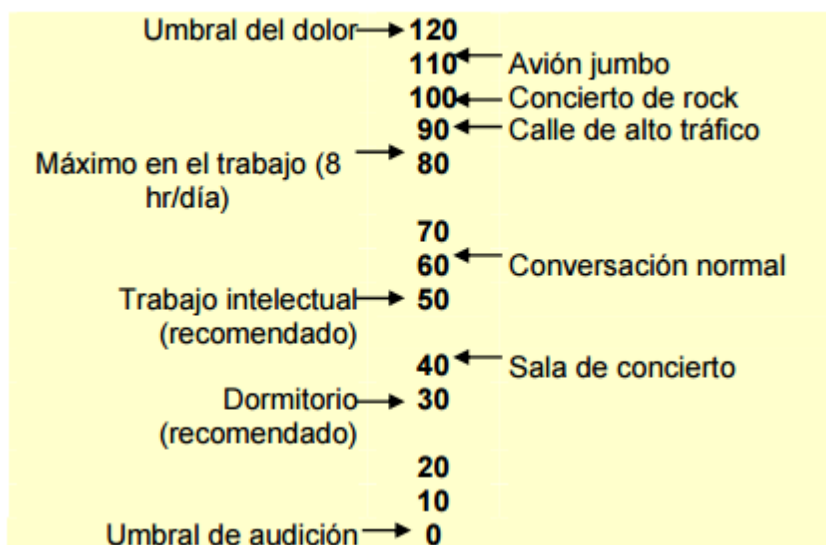 Umbral del dolor 120
110 Avión jumbo
100 Concierto de rock
90 Calle de alto tráfico
Máximo en el trabajo (8 80
hr/día)
70
60 Conversación normal
Trabajo intelectual 50
(recomendado)
40 Sala de concierto
Dormitorio 30
(recomendado)
20
10
Umbral de audición 0